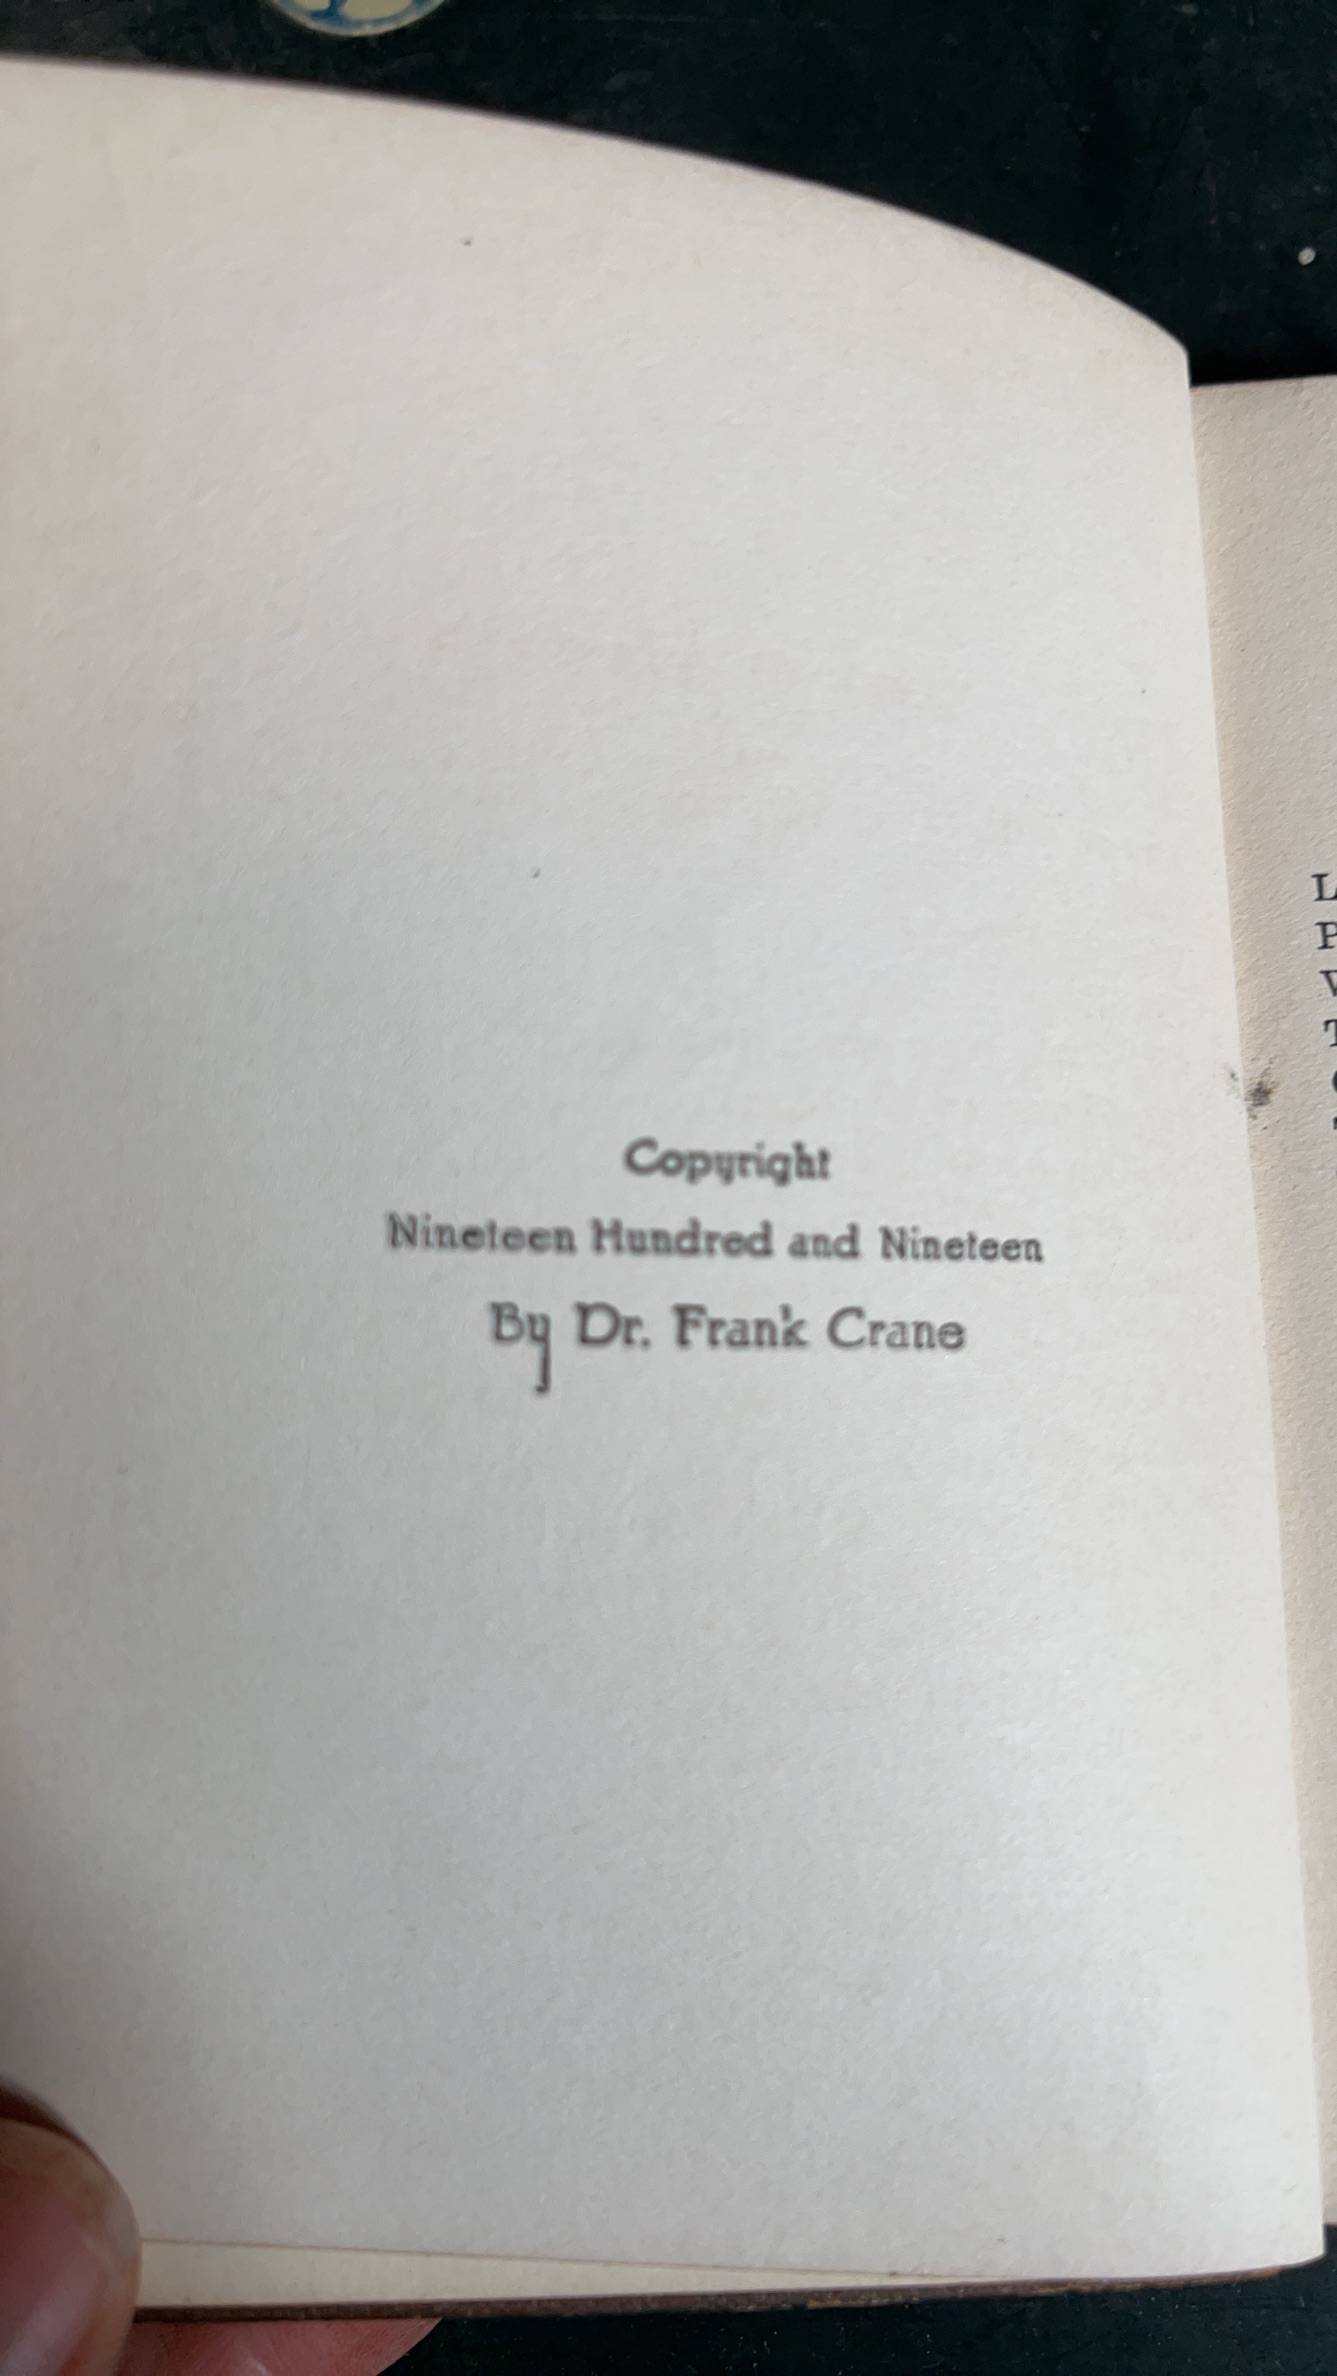 Copyright
Nineteen Hundred and Nineteen
By Dr. Frank Crane
L
P
T